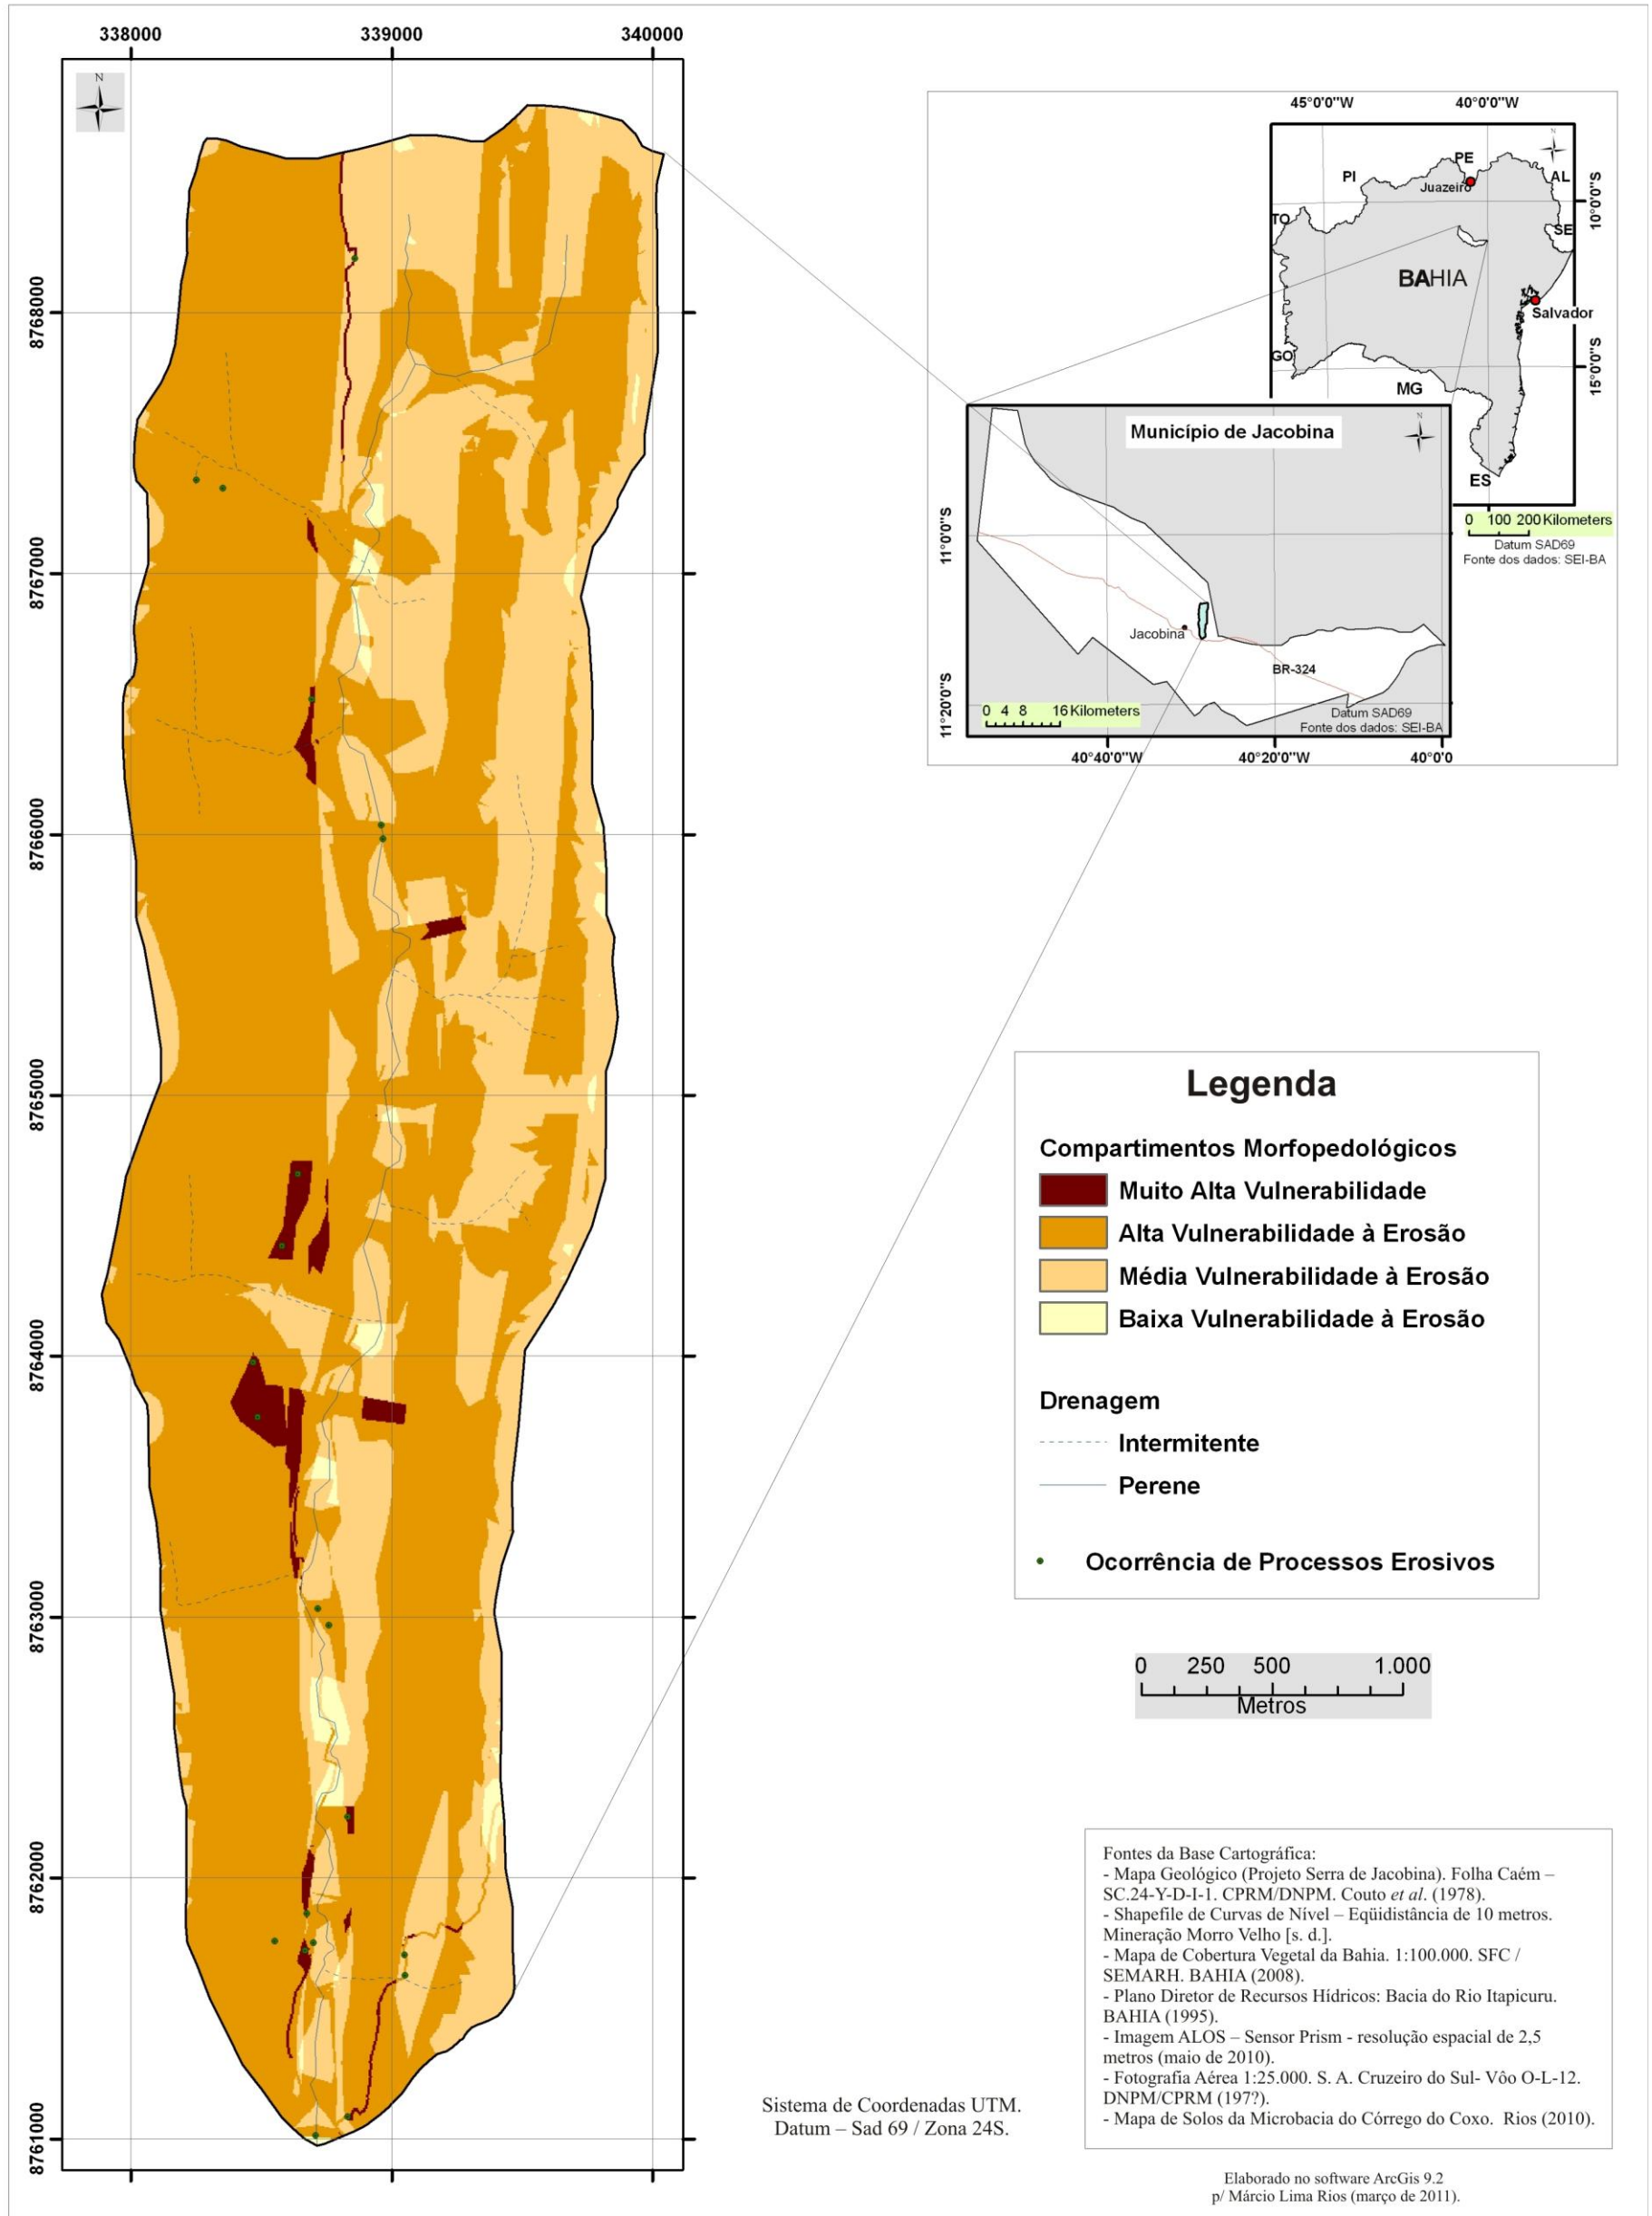 338000
339000
340000
N
8768000
8767000
8766000
8765000
8764000
8763000
8762000
8761000
45°0'0"W
40°0'0"W
N
PE
PI
Juazeiro
AL
10°0'0"S
TO
SE
BAHIA
Salvador
GO
15°0'0"S
MG
ES
0 100 200 Kilometers
Datum SAD69
Fonte dos dados: SEI-BA
Município de Jacobina
N
11°0'0"S
Jacobina
BR-324
11°20'0"S
0 4 8 16 Kilometers
Datum SAD69
Fonte dos dados: SEI-BA
40°40'0"W
40°20'0"W
40°0'0
Legenda
Compartimentos Morfopedológicos
Muito Alta Vulnerabilidade
Alta Vulnerabilidade à Erosão
Média Vulnerabilidade à Erosão
Baixa Vulnerabilidade à Erosão
Drenagem
Intermitente
Perene
Ocorrência de Processos Erosivos
0 250 500 1.000
Metros
Fontes da Base Cartográfica:
- Mapa Geológico (Projeto Serra de Jacobina). Folha Caém –
SC.24-Y-D-I-1. CPRM/DNPM. Couto et al. (1978).
- Shapefile de Curvas de Nível – Eqüidistância de 10 metros.
Mineração Morro Velho [s. d.].
- Mapa de Cobertura Vegetal da Bahia. 1:100.000. SFC /
SEMARH. BAHIA (2008).
- Plano Diretor de Recursos Hídricos: Bacia do Rio Itapicuru.
BAHIA (1995).
- Imagem ALOS – Sensor Prism - resolução espacial de 2,5
metros (maio de 2010).
- Fotografia Aérea 1:25.000. S. A. Cruzeiro do Sul- Vôo O-L-12.
DNPM/CPRM (197?).
- Mapa de Solos da Microbacia do Córrego do Coxo. Rios (2010).
Sistema de Coordenadas UTM.
Datum – Sad 69 / Zona 24S.
Elaborado no software ArcGis 9.2
p/ Márcio Lima Rios (março de 2011).